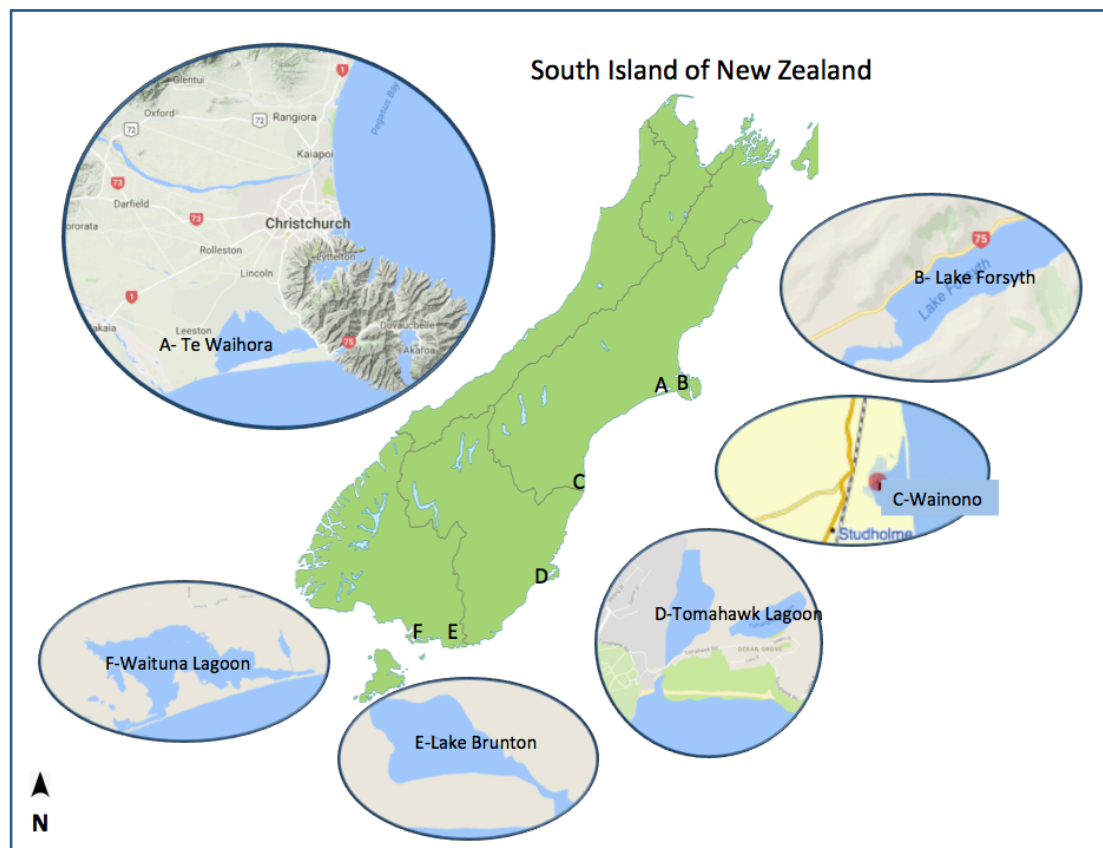 South Island of New Zealand
Glentui
1
Oxford
72
72
Rangiora
Pegasus Bay
Kaiapoi
73
Darfield
73
Christchurch
Rolleston
Lyttelton
Lincoln
1
Leeston
Duvauchelle
A- Te Waihora
75
Akaroa
75
B- Lake Forsyth
Lake Forsyth
A
B
C
C-Wainono
Studholme
D
D-Tomahawk Lagoon
OCEAN GROVE
F
E
F-Waituna Lagoon
E-Lake Brunton
N